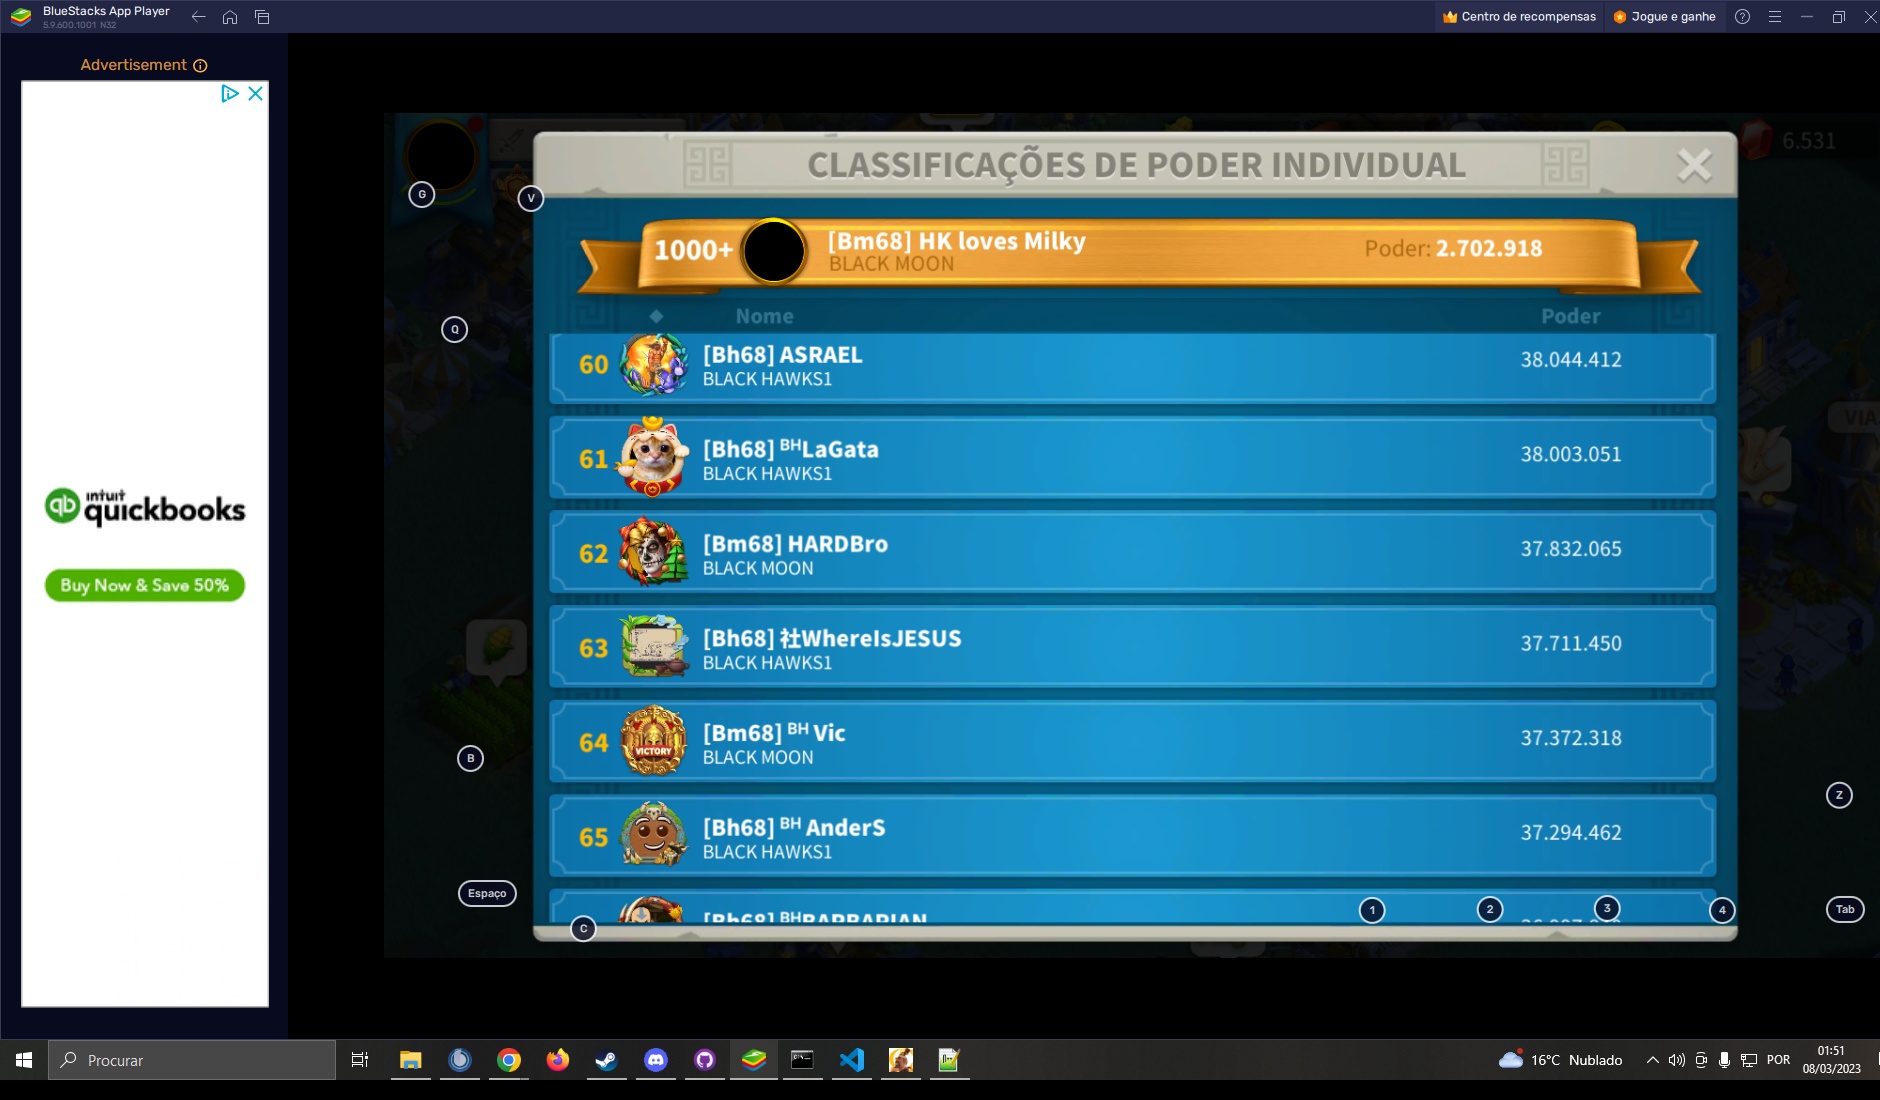 BlueStacks App Player
5.9.600.1001 N32
Centro de recompensas
Jogue e ganhe
Advertisement
intuit
quickbooks
Buy Now & Save 50%
6.531
CLASSIFICAÇÕES DE PODER INDIVIDUAL
G
V
1000+
[Bm68] HK loves Milky
BLACK MOON
Poder: 2.702.918
Nome
Poder
Q
60
[Bh68] ASRAEL
BLACK HAWKS1
38.044.412
61
[Bh68] ᴮᴴLaGata
BLACK HAWKS1
38.003.051
VIA
62
[Bm68] HARDBro
BLACK MOON
37.832.065
63
[Bh68] 社WhereIsJESUS
BLACK HAWKS1
37.711.450
64
VICTORY
[Bm68] ᴮᴴ Vic
BLACK MOON
37.372.318
B
Z
65
[Bh68] ᴮᴴ AnderS
BLACK HAWKS1
37.294.462
Espaço
[Bh68] ᴮᴴBARBARIAN
1
2
3
4
Tab
C
Procurar
16°C Nublado
POR
01:51
08/03/2023